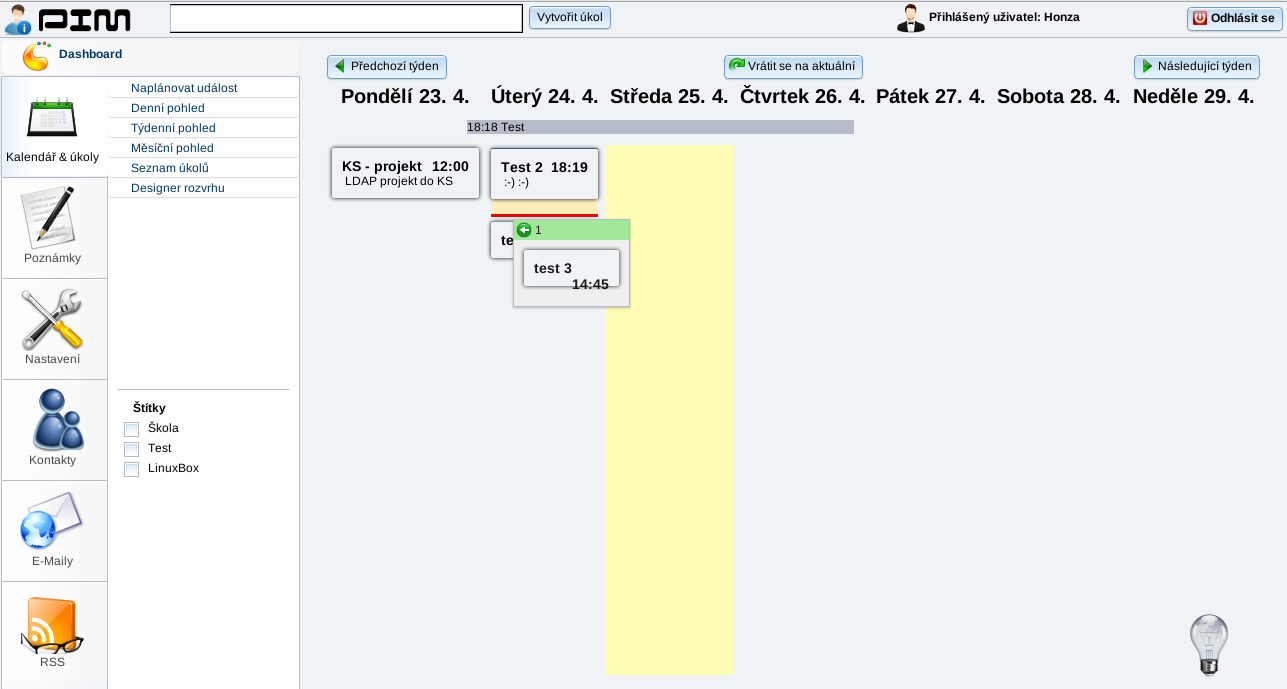 PIM
Vytvořit úkol
Přihlášený uživatel: Honza
Odhlásit se
Dashboard
Kalendář & úkoly
Poznámky
Nastavení
Kontakty
E-Maily
RSS
Naplánovat událost
Denní pohled
Týdenní pohled
Měsíční pohled
Seznam úkolů
Designer rozvrhu
Štítky
Škola
Test
LinuxBox
Předchozí týden
Vrátit se na aktuální
Následující týden
Pondělí 23. 4.
Úterý 24. 4.
Středa 25. 4.
Čtvrtek 26. 4.
Pátek 27. 4.
Sobota 28. 4.
Neděle 29. 4.
18:18 Test
KS - projekt 12:00
LDAP projekt do KS
Test 2 18:19
:-) :-)
te
1
test 3
14:45